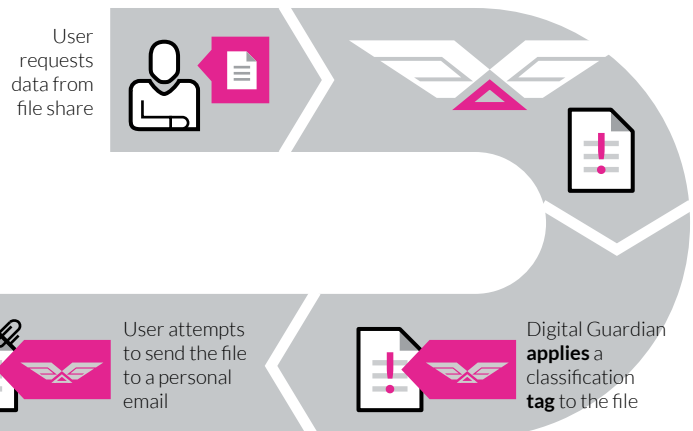 User
requests
data from
file share
Digital Guardian
applies a
classification
tag to the file
User attempts
to send the file
to a personal
email